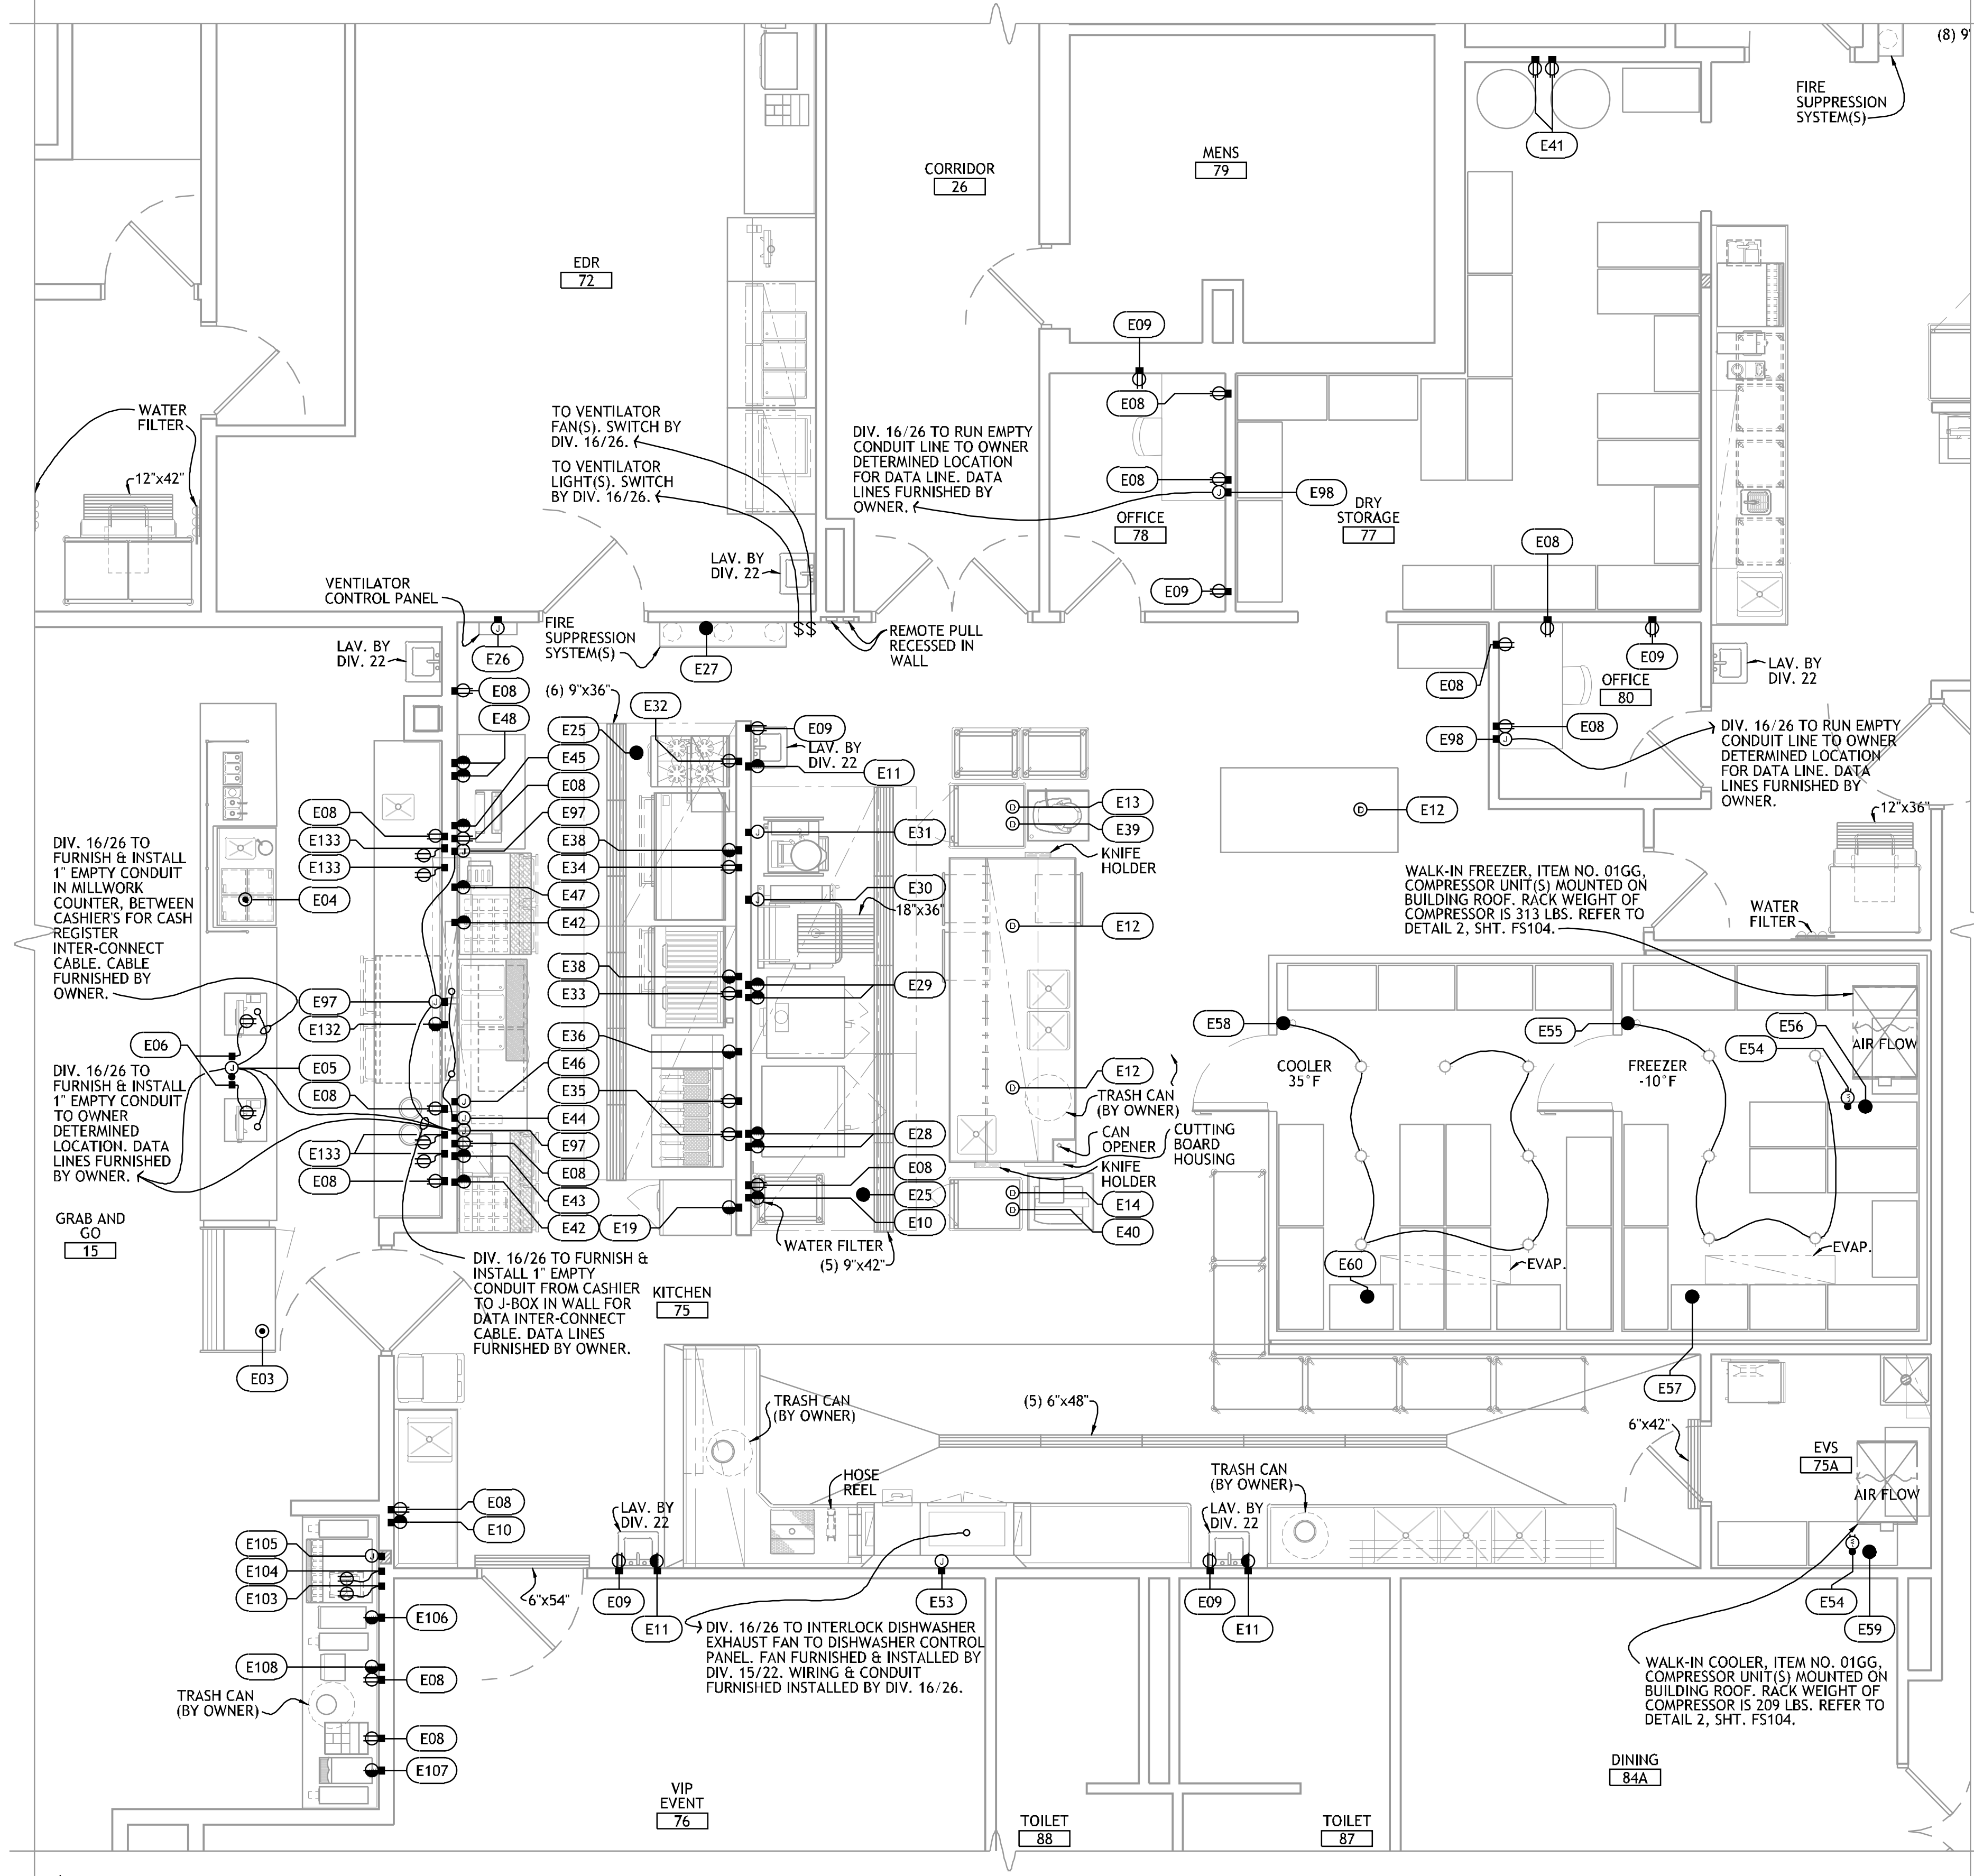 (8) 9"
FIRE
SUPPRESSION
SYSTEM(S)
E41
MENS
79
CORRIDOR
26
EDR
72
E09
E08
WATER
FILTER
12"x42"
TO VENTILATOR
FAN(S). SWITCH BY
DIV. 16/26.
TO VENTILATOR
LIGHT(S). SWITCH
BY DIV. 16/26.
DIV. 16/26 TO RUN EMPTY
CONDUIT LINE TO OWNER
DETERMINED LOCATION
FOR DATA LINE. DATA
LINES FURNISHED BY
OWNER.
E08
E98
OFFICE
78
DRY
STORAGE
77
E08
LAV. BY
DIV. 22
E09
VENTILATOR
CONTROL PANEL
FIRE
SUPPRESSION
SYSTEM(S)
REMOTE PULL
RECESSED IN
WALL
LAV. BY
DIV. 22
E26
E27
E09
E08
OFFICE
80
LAV. BY
DIV. 22
E08
E98
DIV. 16/26 TO RUN EMPTY
CONDUIT LINE TO OWNER
DETERMINED LOCATION
FOR DATA LINE. DATA
LINES FURNISHED BY
OWNER.
12"x36"
E08
E48
(6) 9"x36"
E32
E25
E45
E08
E97
E38
E34
E47
E42
E38
E33
E36
E46
E35
E44
E97
E08
E43
E42
E19
E09
LAV. BY
DIV. 22
E11
E31
E30
18"x36"
E29
E28
E08
E25
E10
WATER FILTER
(5) 9"x42"
E13
E39
KNIFE
HOLDER
E12
E12
E12
TRASH CAN
(BY OWNER)
CAN
OPENER
CUTTING
BOARD
HOUSING
KNIFE
HOLDER
E14
E40
E08
E133
E133
E04
DIV. 16/26 TO
FURNISH & INSTALL
1" EMPTY CONDUIT
IN MILLWORK
COUNTER, BETWEEN
CASHIER'S FOR CASH
REGISTER
INTER-CONNECT
CABLE. CABLE
FURNISHED BY
OWNER.
E97
E132
E06
E05
E08
E133
E08
DIV. 16/26 TO
FURNISH & INSTALL
1" EMPTY CONDUIT
TO OWNER
DETERMINED
LOCATION. DATA
LINES FURNISHED
BY OWNER.
GRAB AND
GO
15
E03
DIV. 16/26 TO FURNISH &
INSTALL 1" EMPTY
CONDUIT FROM CASHIER
TO J-BOX IN WALL FOR
DATA INTER-CONNECT
CABLE. DATA LINES
FURNISHED BY OWNER.
KITCHEN
75
WALK-IN FREEZER, ITEM NO. 01GG,
COMPRESSOR UNIT(S) MOUNTED ON
BUILDING ROOF. RACK WEIGHT OF
COMPRESSOR IS 313 LBS. REFER TO
DETAIL 2, SHT. FS104.
WATER
FILTER
E58
COOLER
35°F
E55
FREEZER
-10°F
E56
E54
AIR FLOW
EVAP.
EVAP.
E60
E57
TRASH CAN
(BY OWNER)
(5) 6"x48"
HOSE
REEL
TRASH CAN
(BY OWNER)
6"x42"
EVS
75A
AIR FLOW
E08
E10
LAV. BY
DIV. 22
LAV. BY
DIV. 22
E105
E104
E103
E106
E108
E08
TRASH CAN
(BY OWNER)
E08
E107
6"x54"
E09
E11
E53
DIV. 16/26 TO INTERLOCK DISHWASHER
EXHAUST FAN TO DISHWASHER CONTROL
PANEL. FAN FURNISHED & INSTALLED BY
DIV. 15/22. WIRING & CONDUIT
FURNISHED INSTALLED BY DIV. 16/26.
E09
E11
E54
E59
WALK-IN COOLER, ITEM NO. 01GG,
COMPRESSOR UNIT(S) MOUNTED ON
BUILDING ROOF. RACK WEIGHT OF
COMPRESSOR IS 209 LBS. REFER TO
DETAIL 2, SHT. FS104.
VIP
EVENT
76
TOILET
88
TOILET
87
DINING
84A